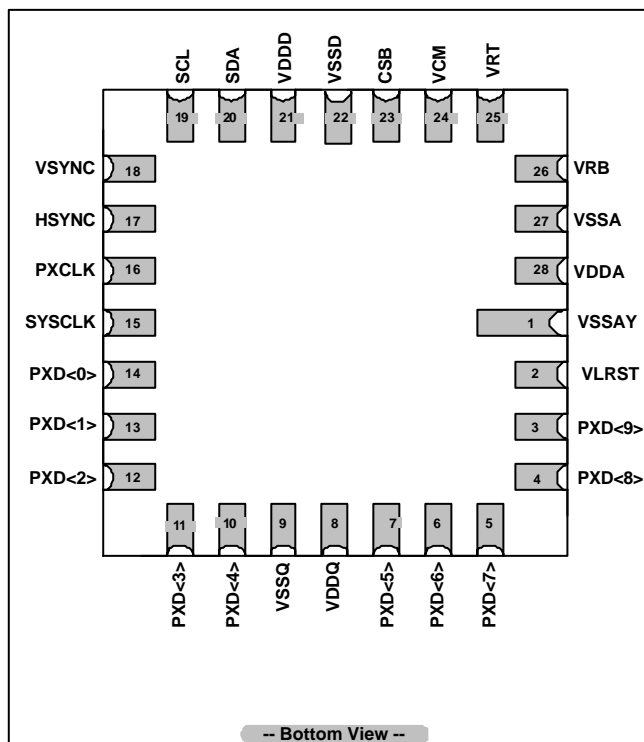 SCL SDA VDDD VSSD CSB VCM VRT
19 20 21 22 23 24 25
VSYNC 18 26 VRB
HSYNC 17 27 VSSA
PXCLK 16 28 VDDA
SYSCLK 15 1 VSSAY
PXD<0> 14 2 VLRST
PXD<1> 13 3 PXD<9>
PXD<2> 12 4 PXD<8>
11 10 9 8 7 6 5
PXD<3> PXD<4> VSSQ VDDQ PXD<5> PXD<6> PXD<7>
-- Bottom View --